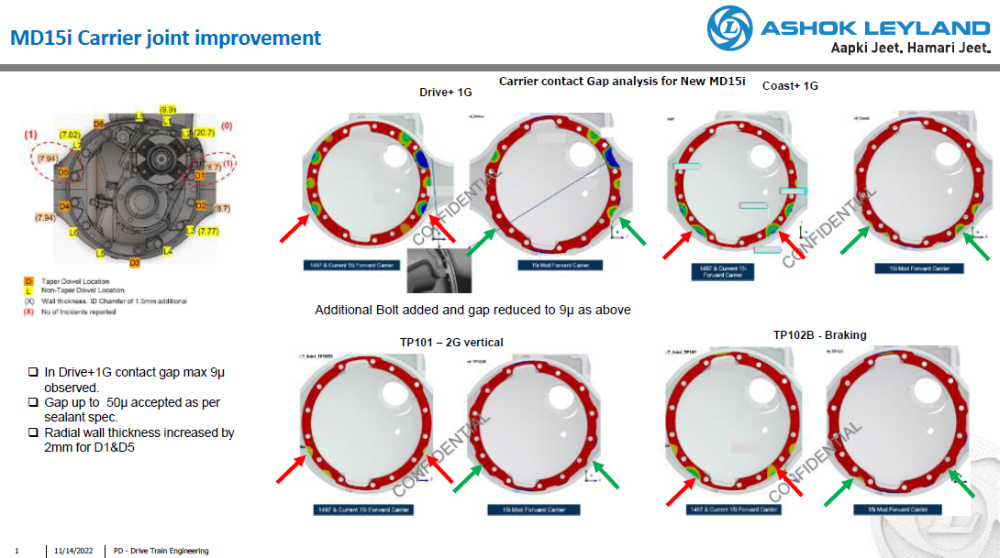 MD15i Carrier joint improvement
ASHOK LEYLAND
Aapki Jeet. Hamari Jeet.
Carrier contact Gap analysis for New MD15i
Drive+ 1G
Coast+ 1G
(9.9)
L1
D6
(20.7)
(0)
(1)
(7.02)
L7
(7.94)
D5
(1)
(8.7)
D1
D4
(7.94)
D2
(8.7)
L6
L3
(7.77)
L5
L4
D3
D Taper Dowel Location
L Non-Taper Dowel Location
(X) Wall thickness, ID Chamfer of 1.5mm additional
(X) No of Incidents reported
CONFIDENTIAL
CONFIDENTIAL
1497 & Current 15i Forward Carrier
15i Mod Forward Carrier
1497 & Current 15i
Forward Carrier
15i Mod Forward Carrier
Additional Bolt added and gap reduced to 9µ as above
TP101 – 2G vertical
TP102B - Braking
❑ In Drive+1G contact gap max 9µ
observed.
❑ Gap up to 50µ accepted as per
sealant spec.
❑ Radial wall thickness increased by
2mm for D1&D5
CONFIDENTIAL
CONFIDENTIAL
1497 & Current 15i Forward Carrier
15i Mod Forward Carrier
1497 & Current 15i Forward Carrier
15i Mod Forward Carrier
1
11/14/2022
PD - Drive Train Engineering